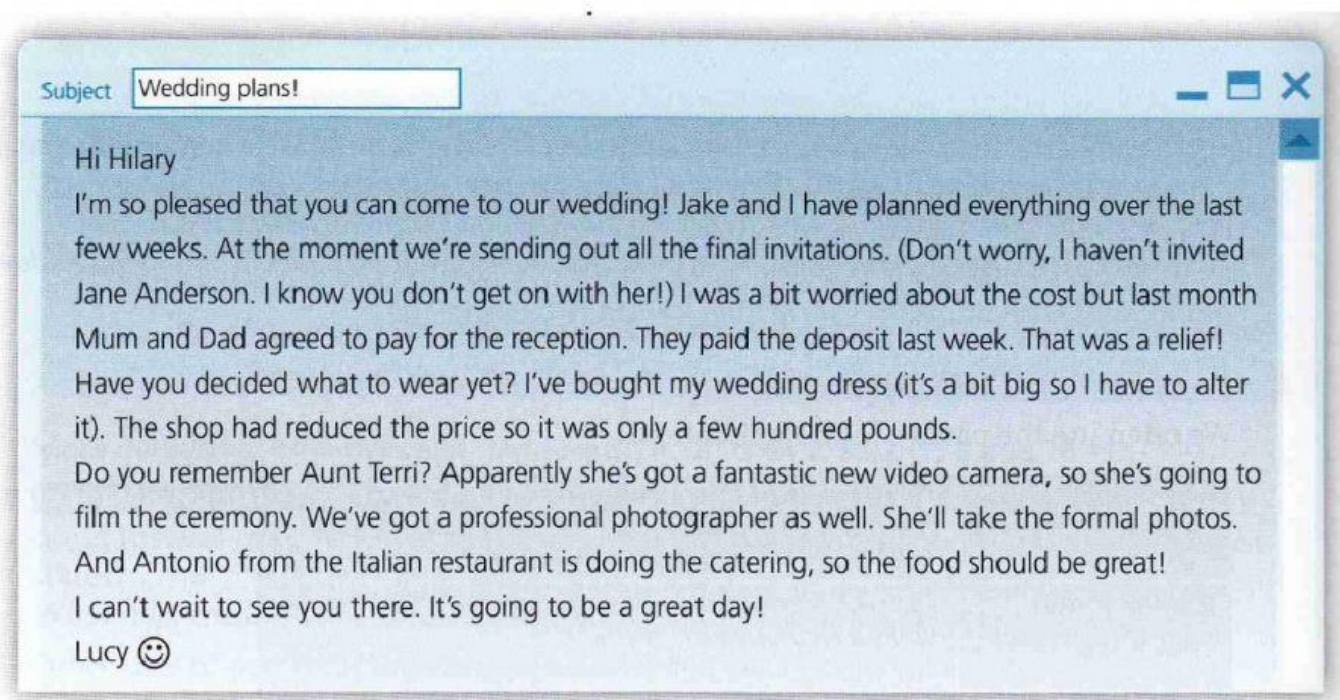 Subject Wedding plans!
Hi Hilary
I'm so pleased that you can come to our wedding! Jake and I have planned everything over the last
few weeks. At the moment we're sending out all the final invitations. (Don't worry, I haven't invited
Jane Anderson. I know you don't get on with her!) I was a bit worried about the cost but last month
Mum and Dad agreed to pay for the reception. They paid the deposit last week. That was a relief!
Have you decided what to wear yet? I've bought my wedding dress (it's a bit big so I have to alter
it). The shop had reduced the price so it was only a few hundred pounds.
Do you remember Aunt Terri? Apparently she's got a fantastic new video camera, so she's going to
film the ceremony. We've got a professional photographer as well. She'll take the formal photos.
And Antonio from the Italian restaurant is doing the catering, so the food should be great!
I can't wait to see you there. It's going to be a great day!
Lucy ☺